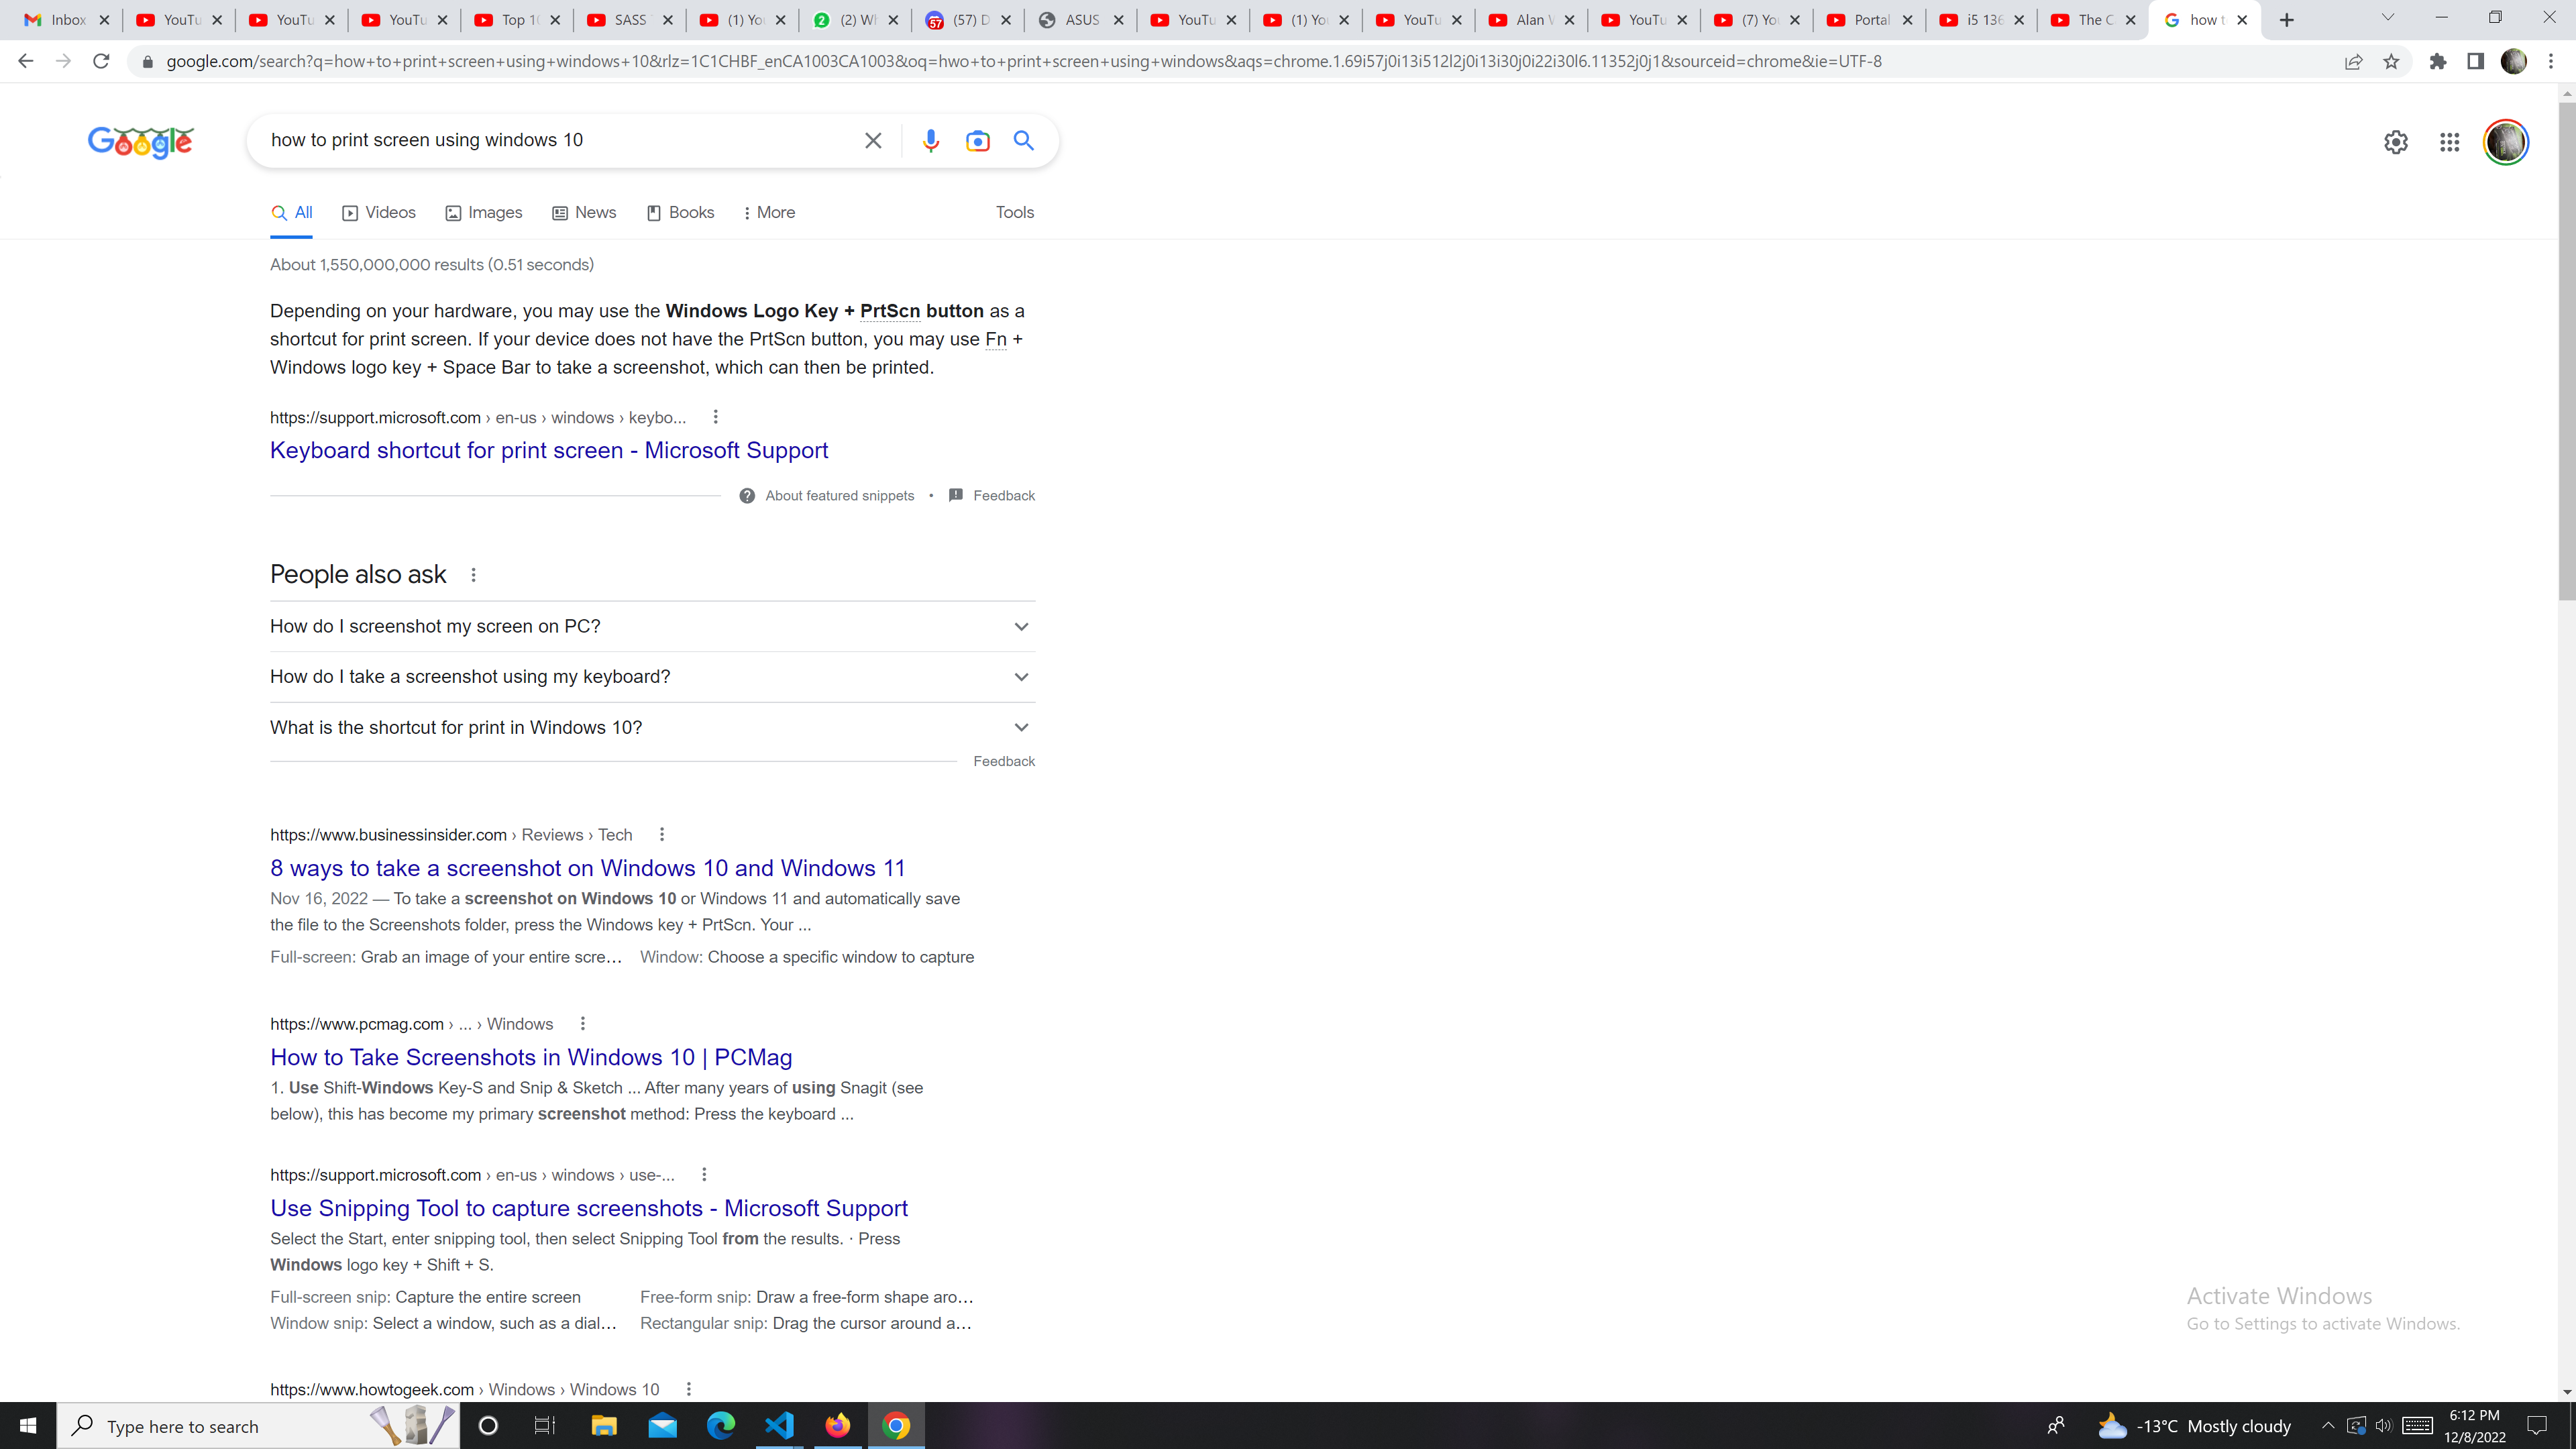 Inbox YouTu YouTu YouTu Top 10 SASS (1) You (2) Wh (57) D ASUS YouTu (1) You YouTu Alan W YouTu (7) You Portal i5 136 The C how t
google.com/search?q=how+to+print+screen+using+windows+10&rlz=1C1CHBF_enCA1003CA1003&oq=hwo+to+print+screen+using+windows&aqs=chrome.1.69i57j0i13i512l2j0i13i30j0i22i30l6.11352j0j1&sourceid=chrome&ie=UTF-8
Google
how to print screen using windows 10
All Videos Images News Books More Tools
About 1,550,000,000 results (0.51 seconds)
Depending on your hardware, you may use the Windows Logo Key + PrtScn button as a
shortcut for print screen. If your device does not have the PrtScn button, you may use Fn +
Windows logo key + Space Bar to take a screenshot, which can then be printed.
https://support.microsoft.com › en-us › windows › keybo...
Keyboard shortcut for print screen - Microsoft Support
About featured snippets • Feedback
People also ask
How do I screenshot my screen on PC?
How do I take a screenshot using my keyboard?
What is the shortcut for print in Windows 10?
Feedback
https://www.businessinsider.com › Reviews › Tech
8 ways to take a screenshot on Windows 10 and Windows 11
Nov 16, 2022 — To take a screenshot on Windows 10 or Windows 11 and automatically save
the file to the Screenshots folder, press the Windows key + PrtScn. Your ...
Full-screen: Grab an image of your entire scre... Window: Choose a specific window to capture
https://www.pcmag.com › ... › Windows
How to Take Screenshots in Windows 10 | PCMag
1. Use Shift-Windows Key-S and Snip & Sketch ... After many years of using Snagit (see
below), this has become my primary screenshot method: Press the keyboard ...
https://support.microsoft.com › en-us › windows › use-...
Use Snipping Tool to capture screenshots - Microsoft Support
Select the Start, enter snipping tool, then select Snipping Tool from the results. · Press
Windows logo key + Shift + S.
Full-screen snip: Capture the entire screen Free-form snip: Draw a free-form shape aro...
Window snip: Select a window, such as a dial... Rectangular snip: Drag the cursor around a...
Activate Windows
Go to Settings to activate Windows.
https://www.howtogeek.com › Windows › Windows 10
Type here to search
-13°C Mostly cloudy
6:12 PM
12/8/2022